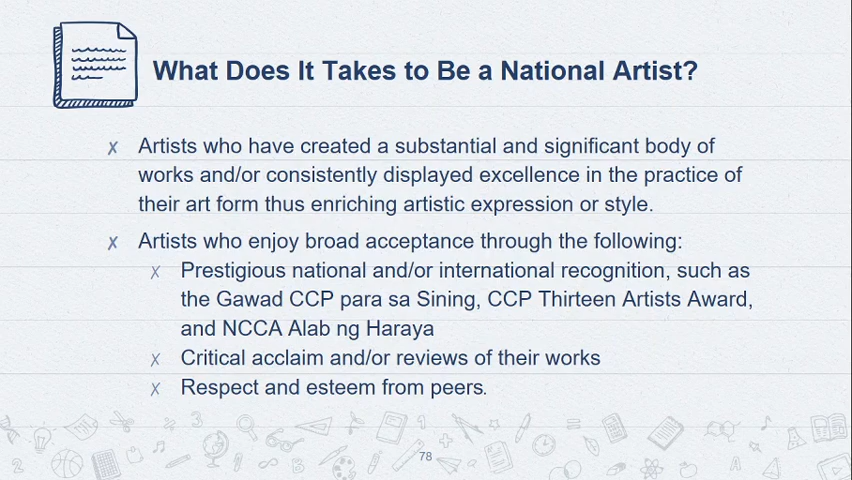 What Does It Takes to Be a National Artist?
✗ Artists who have created a substantial and significant body of
works and/or consistently displayed excellence in the practice of
their art form thus enriching artistic expression or style.
✗ Artists who enjoy broad acceptance through the following:
✗ Prestigious national and/or international recognition, such as
the Gawad CCP para sa Sining, CCP Thirteen Artists Award,
and NCCA Alab ng Haraya
✗ Critical acclaim and/or reviews of their works
✗ Respect and esteem from peers.
78